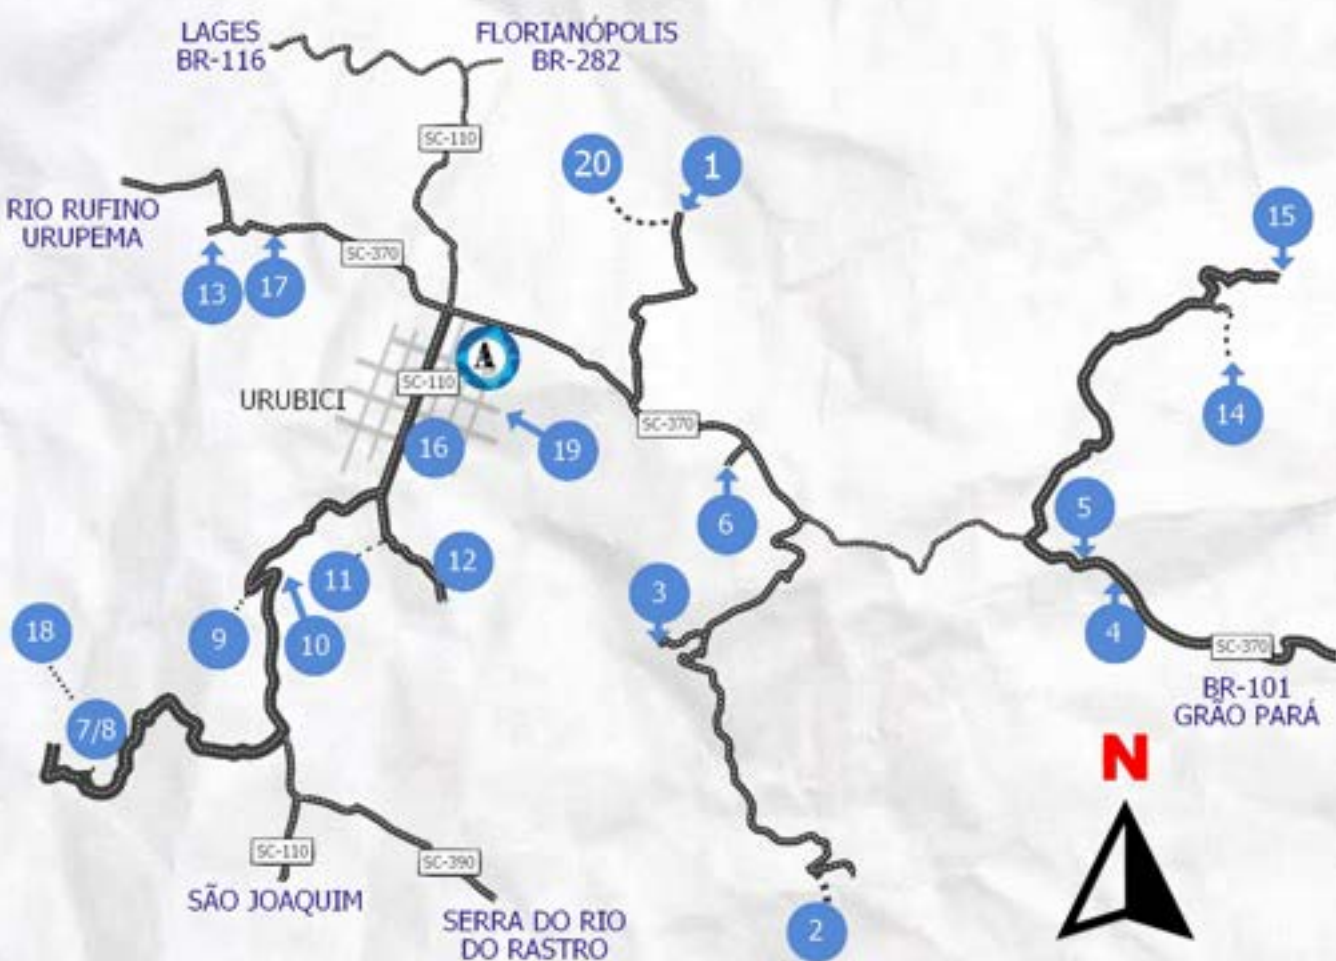 LAGES
BR-116
FLORIANÓPOLIS
BR-282
SC-110
20
1
RIO RUFINO
URUPEMA
15
SC-370
13
17
A
SC-110
URUBICI
14
SC-370
16
19
5
6
12
11
3
18
9
10
4
SC-370
7/8
BR-101
GRÃO PARÁ
N
SC-110
SC-390
SÃO JOAQUIM
SERRA DO RIO
DO RASTRO
2